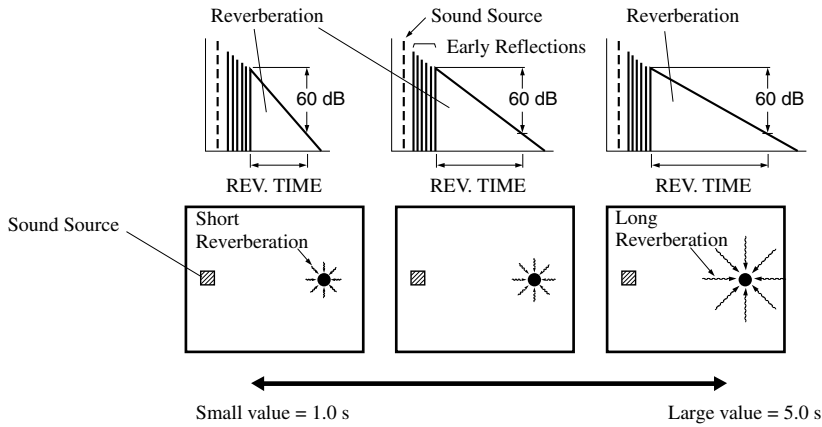 Reverberation
Sound Source
Reverberation
Early Reflections
60 dB
60 dB
60 dB
REV. TIME
REV. TIME
REV. TIME
Sound Source
Short
Reverberation
Long
Reverberation
Small value = 1.0 s
Large value = 5.0 s